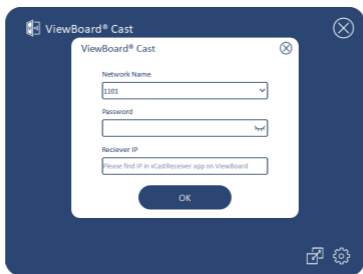 ViewBoard® Cast
ViewBoard® Cast
Network Name
1101
Password
Reciever IP
Please find IP in vCastReceiver app on ViewBoard
OK